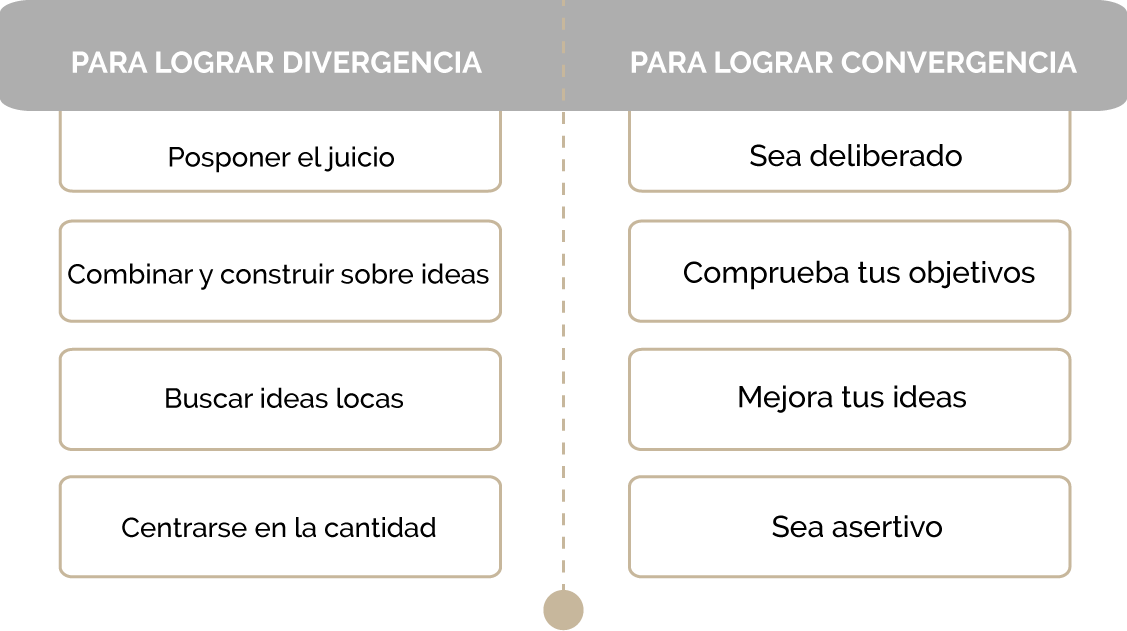 PARA LOGRAR DIVERGENCIA
Posponer el juicio
Combinar y construir sobre ideas
Buscar ideas locas
Centrarse en la cantidad
PARA LOGRAR CONVERGENCIA
Sea deliberado
Comprueba tus objetivos
Mejora tus ideas
Sea asertivo